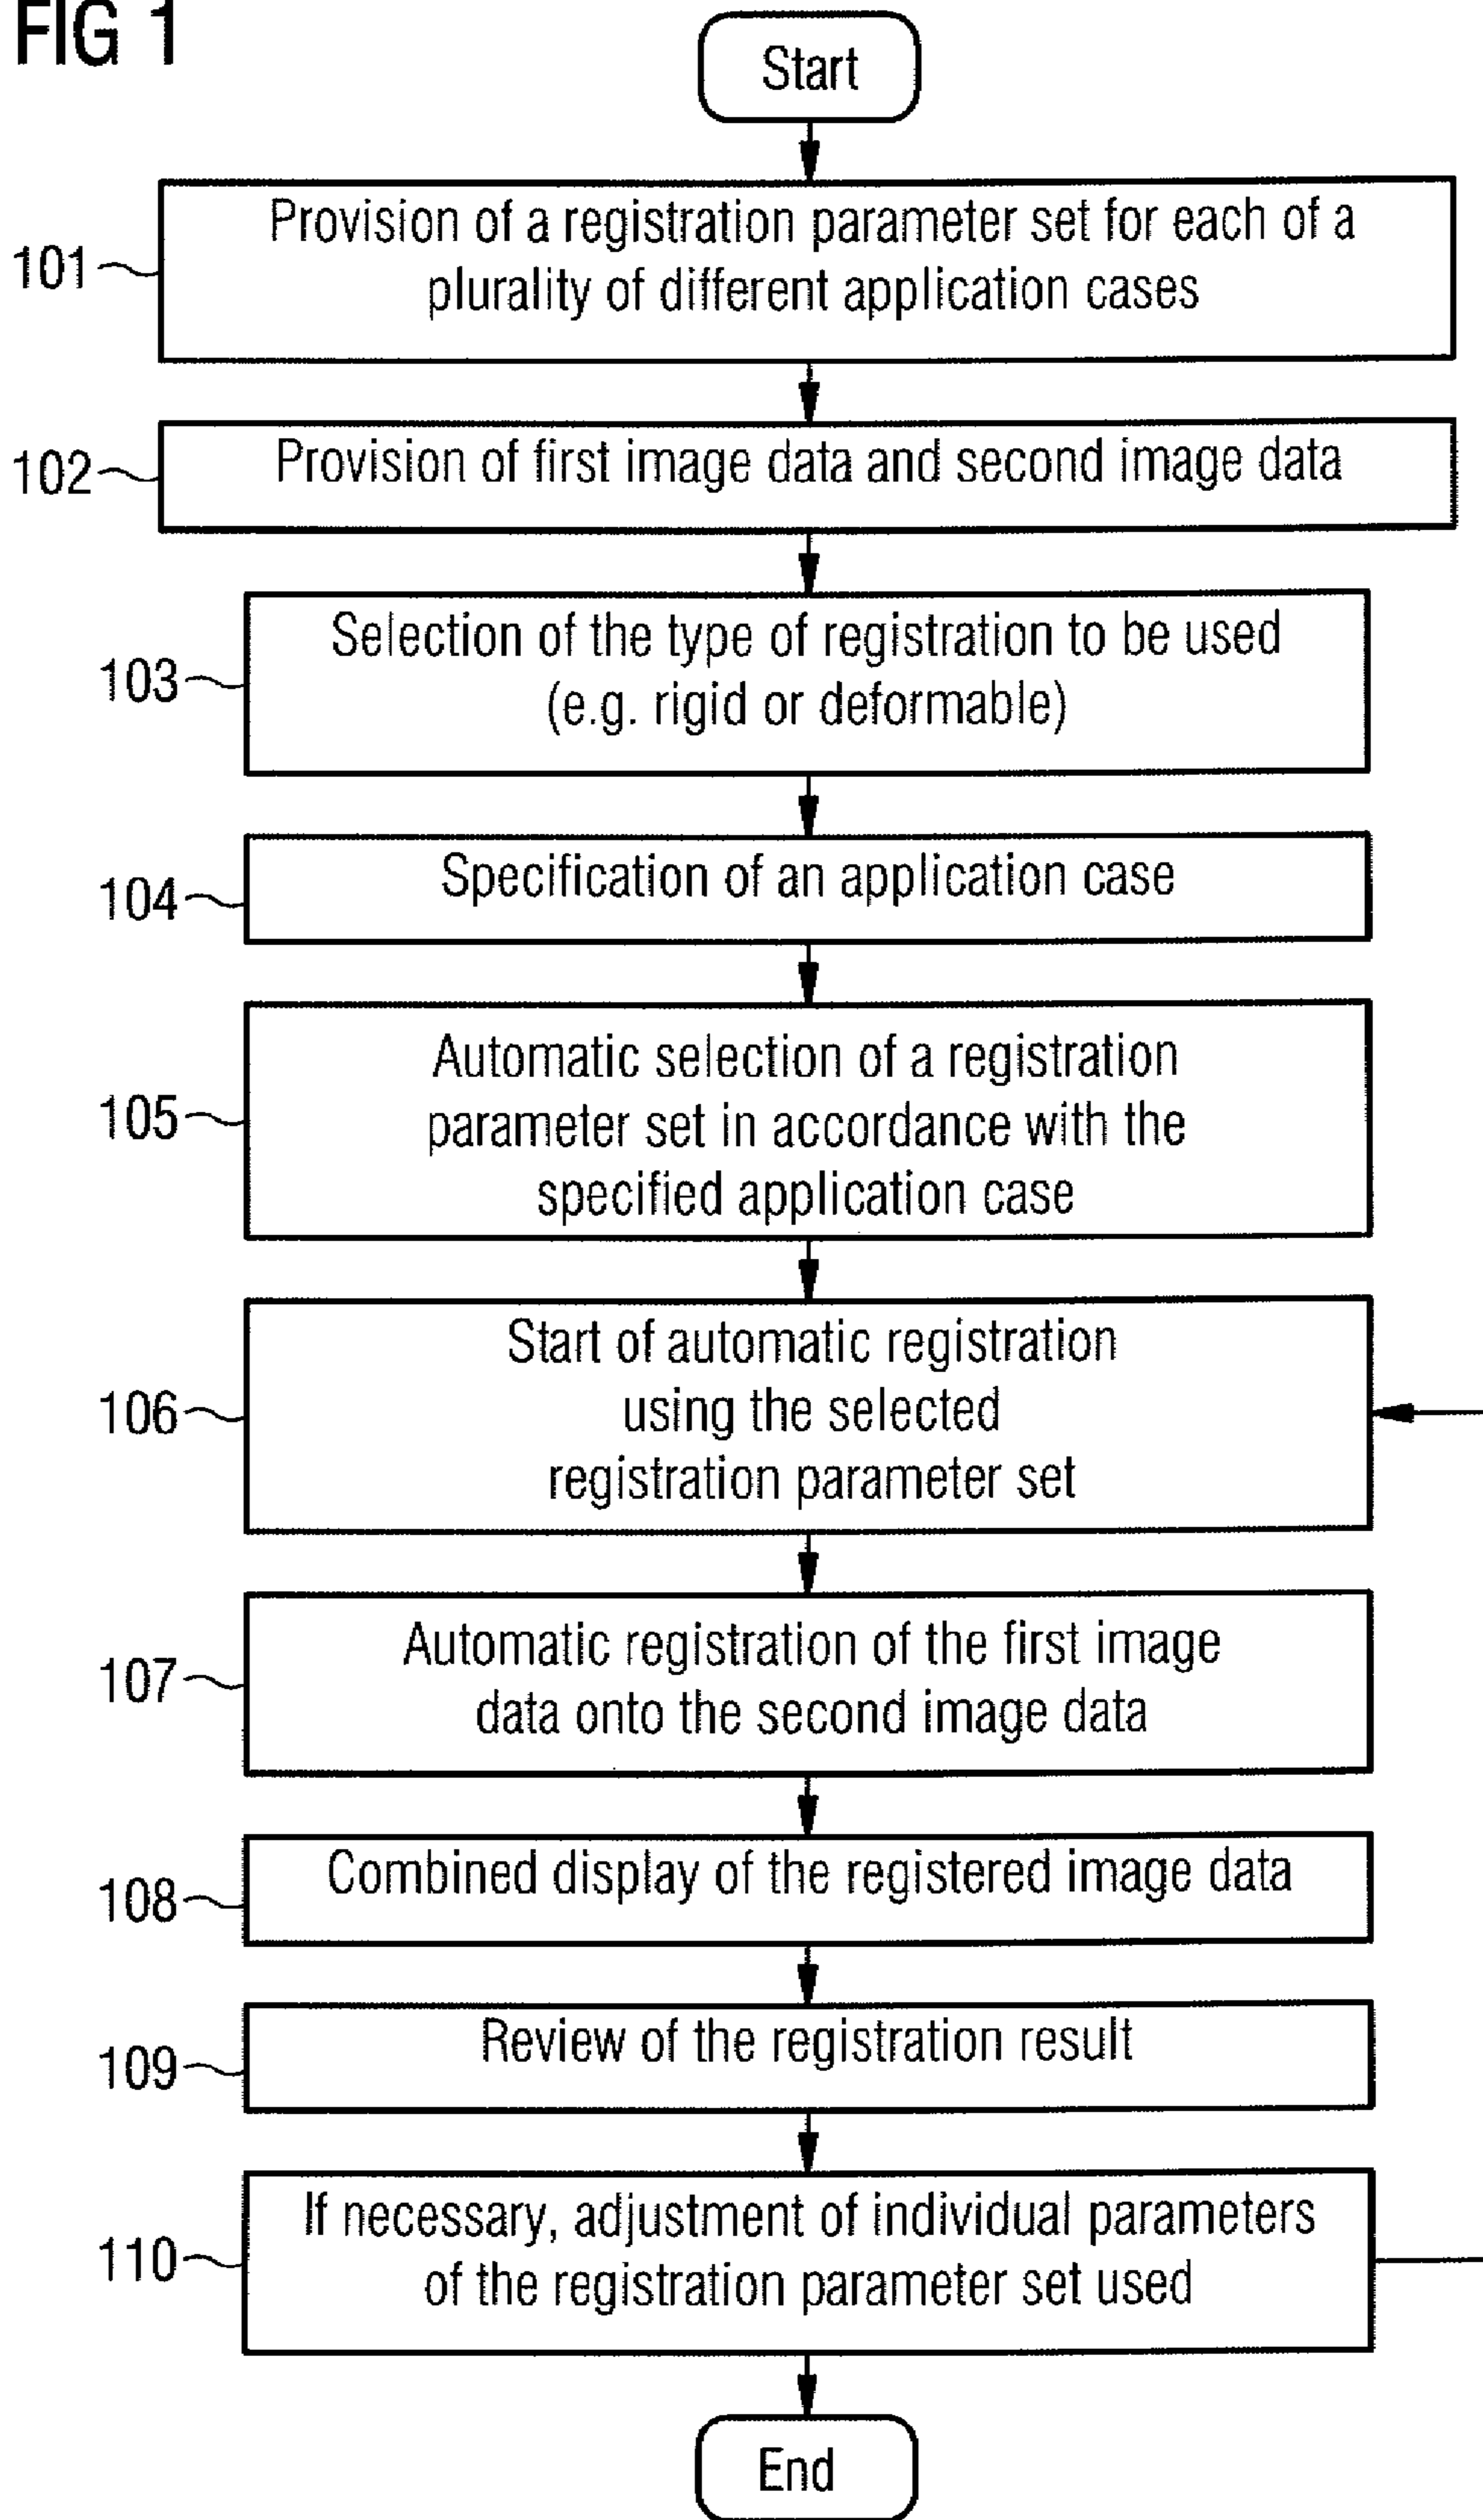 FIG 1
Start
101
Provision of a registration parameter set for each of a
plurality of different application cases
102
Provision of first image data and second image data
103
Selection of the type of registration to be used
(e.g. rigid or deformable)
104
Specification of an application case
105
Automatic selection of a registration
parameter set in accordance with the
specified application case
106
Start of automatic registration
using the selected
registration parameter set
107
Automatic registration of the first image
data onto the second image data
108
Combined display of the registered image data
109
Review of the registration result
110
If necessary, adjustment of individual parameters
of the registration parameter set used
End